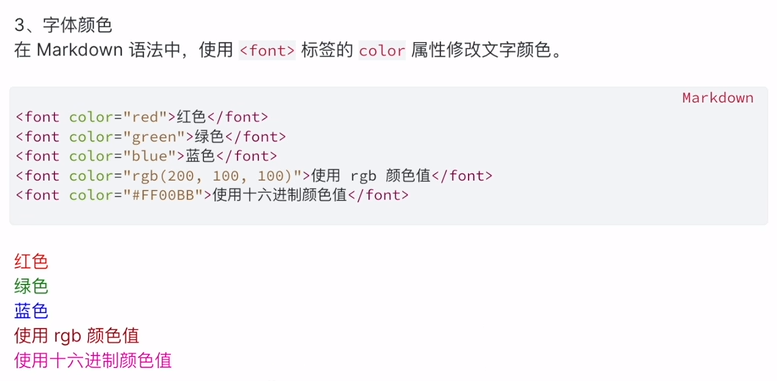 3、字体颜色
在 Markdown 语法中，使用 <font> 标签的 color 属性修改文字颜色。
Markdown
<font color="red">红色</font>
<font color="green">绿色</font>
<font color="blue">蓝色</font>
<font color="rgb(200, 100, 100)">使用 rgb 颜色值</font>
<font color="#FF00BB">使用十六进制颜色值</font>
红色
绿色
蓝色
使用 rgb 颜色值
使用十六进制颜色值